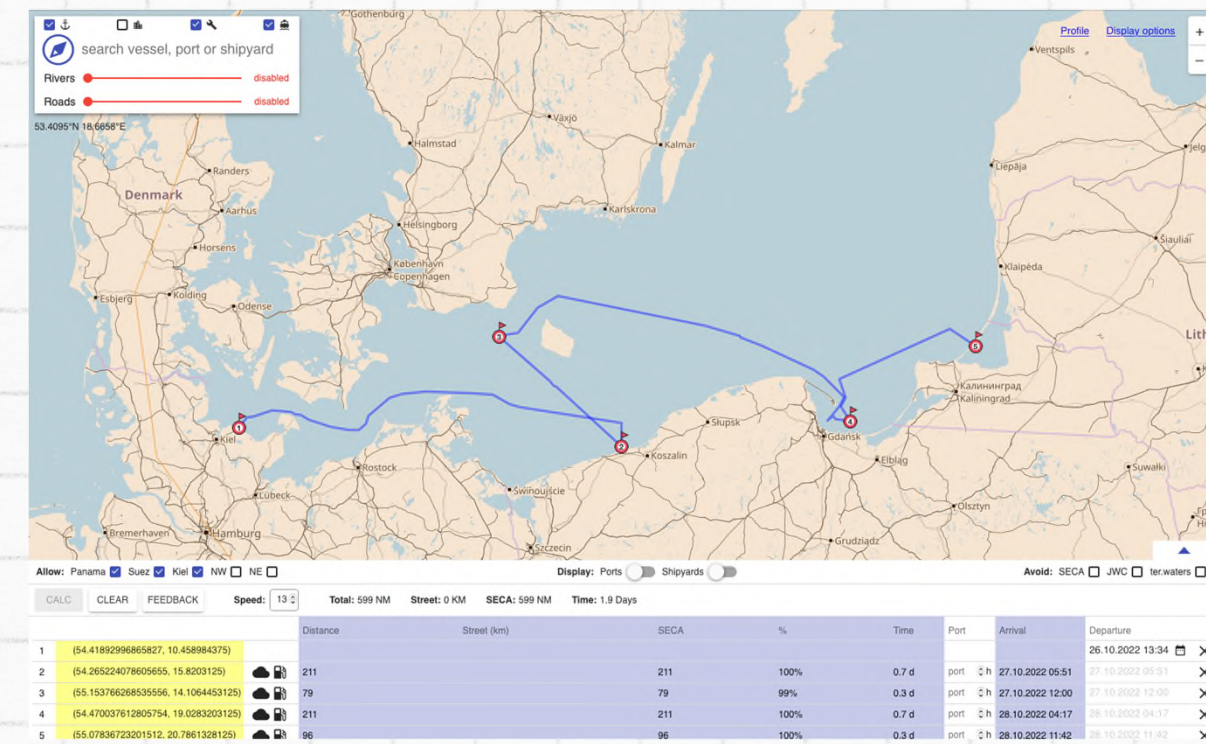 search vessel, port or shipyard
Rivers disabled
Roads disabled
53.4095°N 18.6658°E
Profile Display options + −
Gothenburg
Ventspils
Växjö
Halmstad
Kalmar
Jelg
Liepāja
Randers
Denmark
Aarhus
Karlskrona
Helsingborg
Šiauliai
Horsens
København
Copenhagen
Klaipėda
Esbjerg
Kolding
Odense
3
5
Lith
Калининград
Kaliningrad
1
Kiel
4
Słupsk
Gdańsk
2
Koszalin
Elbląg
Rostock
Suwałki
Świnoujście
Lübeck
Olsztyn
Bremerhaven
Hamburg
Grudziądz
Szczecin
Allow: Panama Suez Kiel NW NE Display: Ports Shipyards Avoid: SECA JWC ter.waters
CALC CLEAR FEEDBACK Speed: 13 Total: 599 NM Street: 0 KM SECA: 599 NM Time: 1.9 Days
Distance Street (km) SECA % Time Port Arrival Departure
1 (54.41892996865827, 10.458984375) 26.10.2022 13:34
2 (54.265224078605655, 15.8203125) 211 211 100% 0.7 d port h 27.10.2022 05:51 27.10.2022 05:51
3 (55.153766268535556, 14.1064453125) 79 79 99% 0.3 d port h 27.10.2022 12:00 27.10.2022 12:00
4 (54.470037612805754, 19.0283203125) 211 211 100% 0.7 d port h 28.10.2022 04:17 28.10.2022 04:17
5 (55.07836723201512, 20.7861328125) 96 96 100% 0.3 d port h 28.10.2022 11:42 28.10.2022 11:42